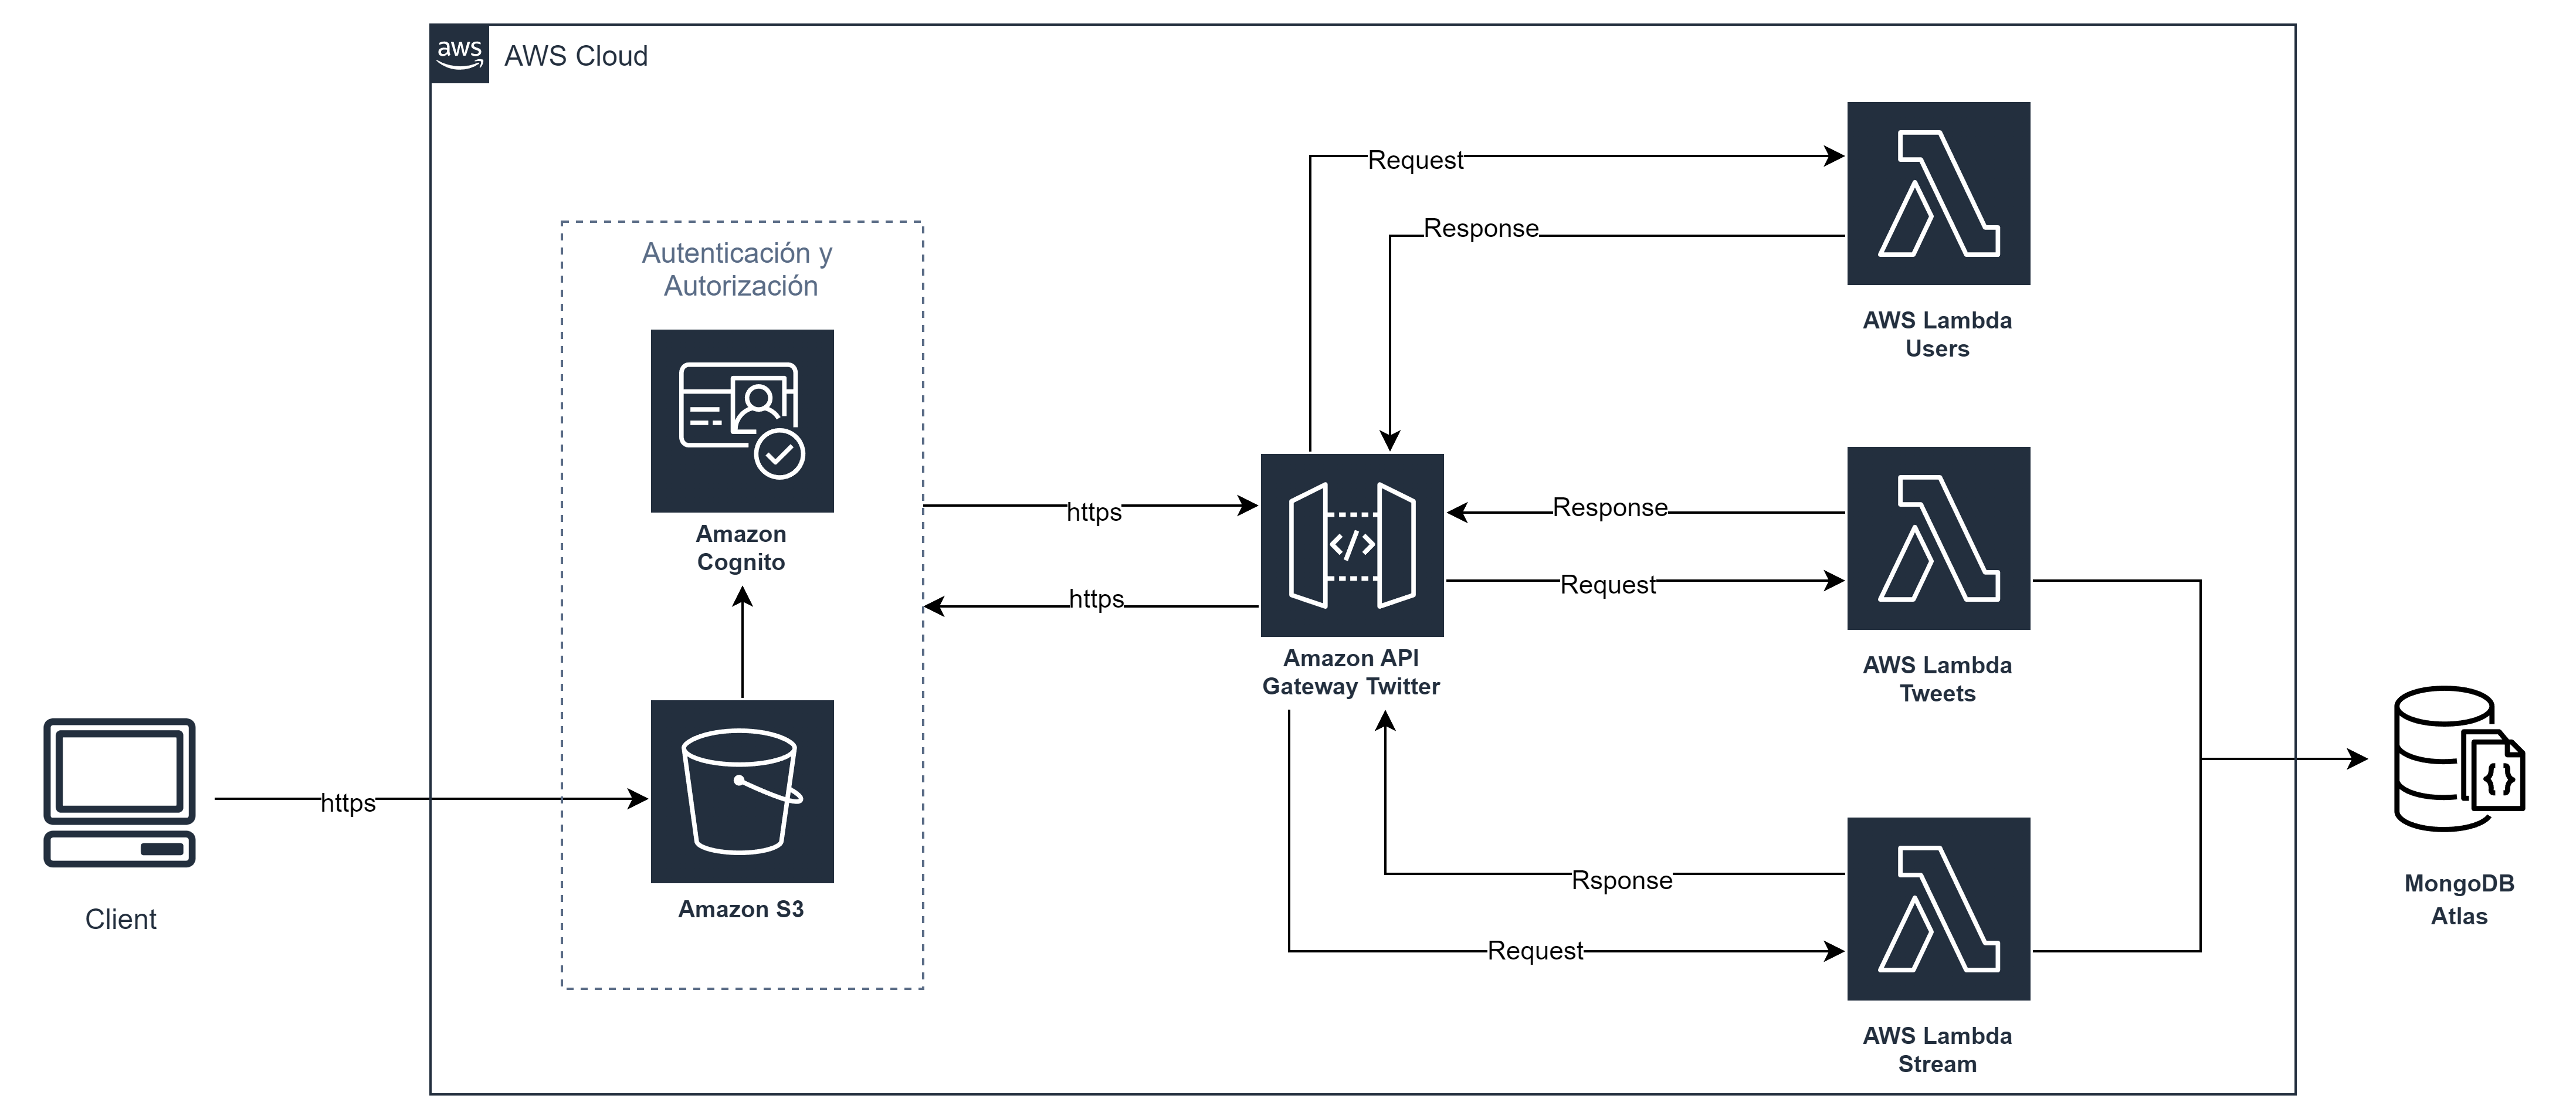 aws
AWS Cloud
Request
Response
AWS Lambda
Users
Autenticación y
Autorización
Amazon
Cognito
https
https
Amazon API
Gateway Twitter
Response
Request
AWS Lambda
Tweets
https
Client
Amazon S3
Rsponse
Request
AWS Lambda
Stream
MongoDB
Atlas